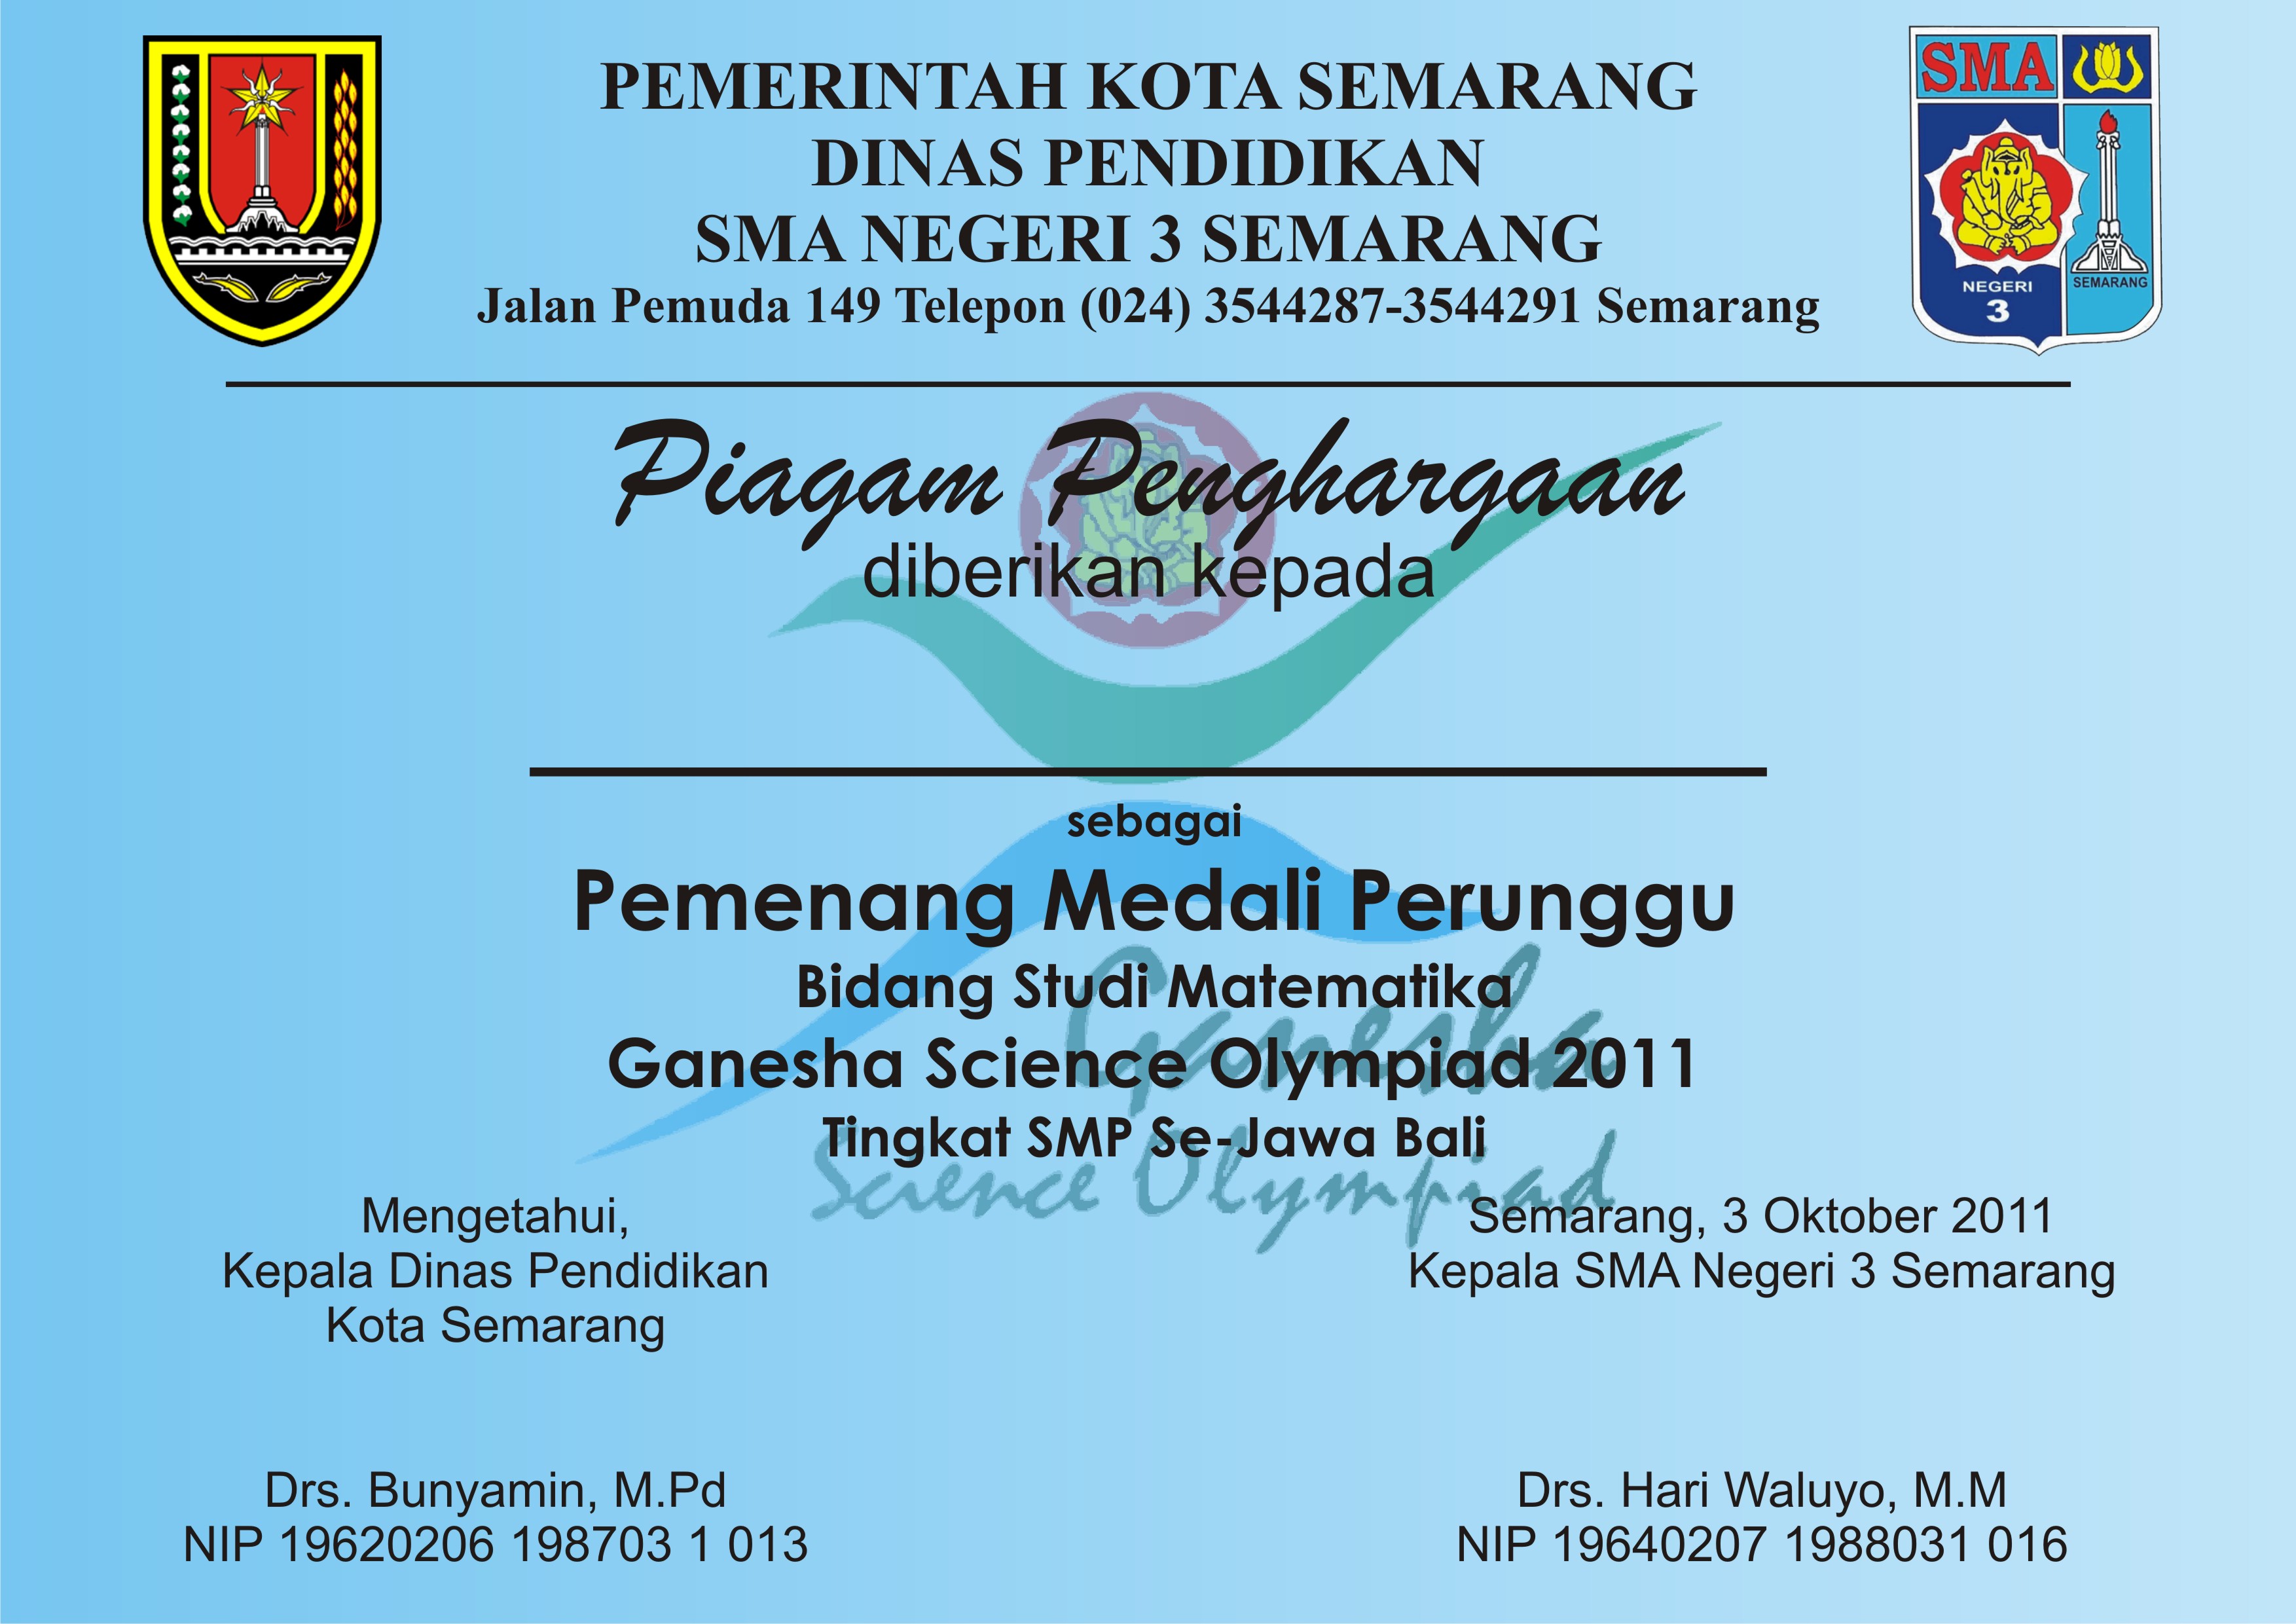 PEMERINTAH KOTA SEMARANG
DINAS PENDIDIKAN
SMA NEGERI 3 SEMARANG
Jalan Pemuda 149 Telepon (024) 3544287-3544291 Semarang
SMA
NEGERI
3
SEMARANG
Piagam Penghargaan
diberikan kepada
sebagai
Pemenang Medali Perunggu
Bidang Studi Matematika
Ganesha Science Olympiad 2011
Tingkat SMP Se-Jawa Bali
Ganesha
Science Olympiad
Mengetahui,
Kepala Dinas Pendidikan
Kota Semarang
Drs. Bunyamin, M.Pd
NIP 19620206 198703 1 013
Semarang, 3 Oktober 2011
Kepala SMA Negeri 3 Semarang
Drs. Hari Waluyo, M.M
NIP 19640207 1988031 016